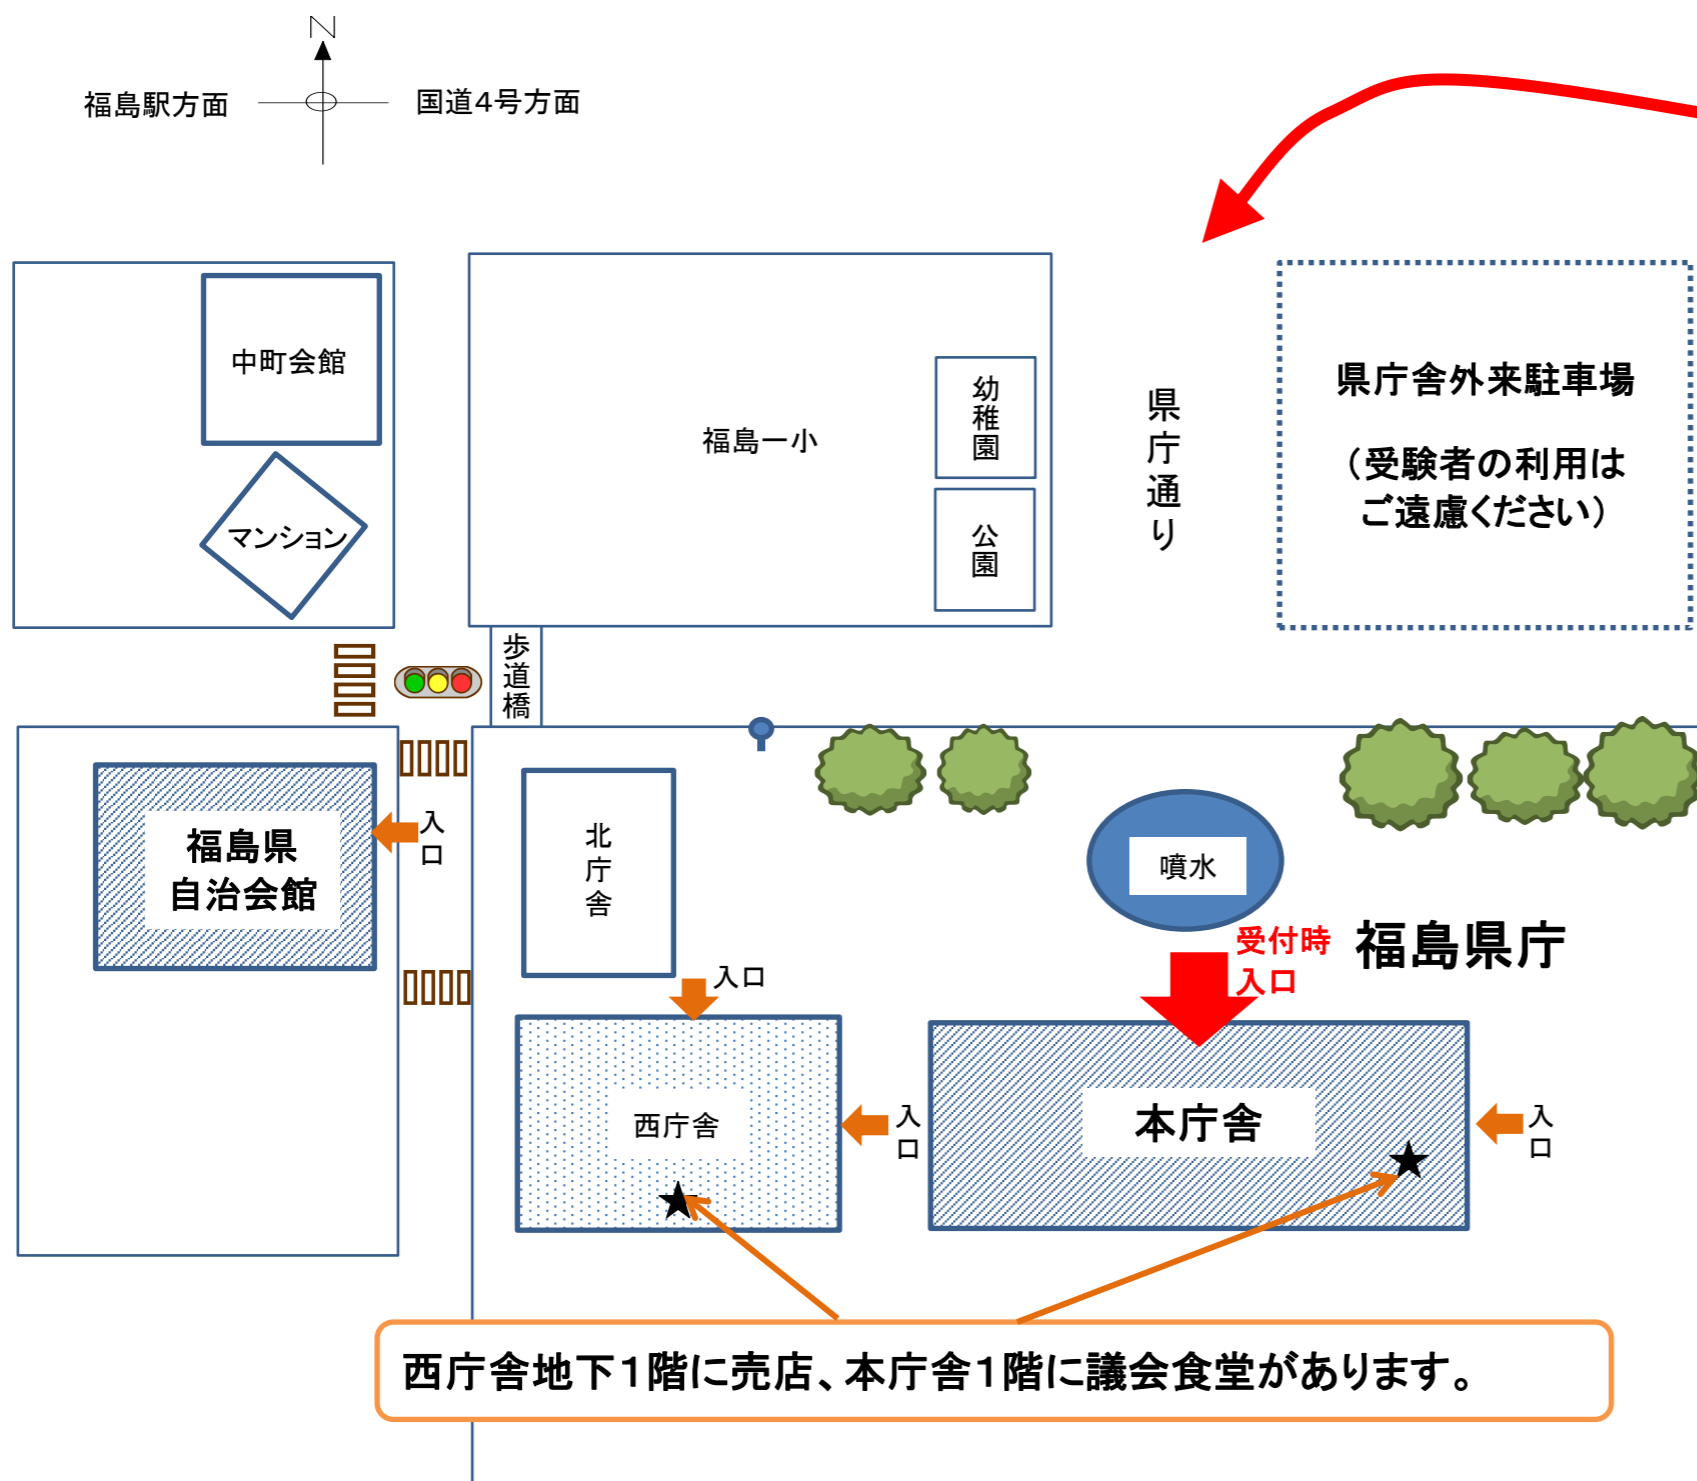 N
福島駅方面
国道4号方面
中町会館
マンション
福島一小
幼稚園
公園
県庁通り
県庁舎外来駐車場
（受験者の利用は
ご遠慮ください）
歩道橋
福島県
自治会館
入口
北庁舎
噴水
受付時
入口
福島県庁
入口
西庁舎
入口
本庁舎
入口
西庁舎地下１階に売店、本庁舎１階に議会食堂があります。